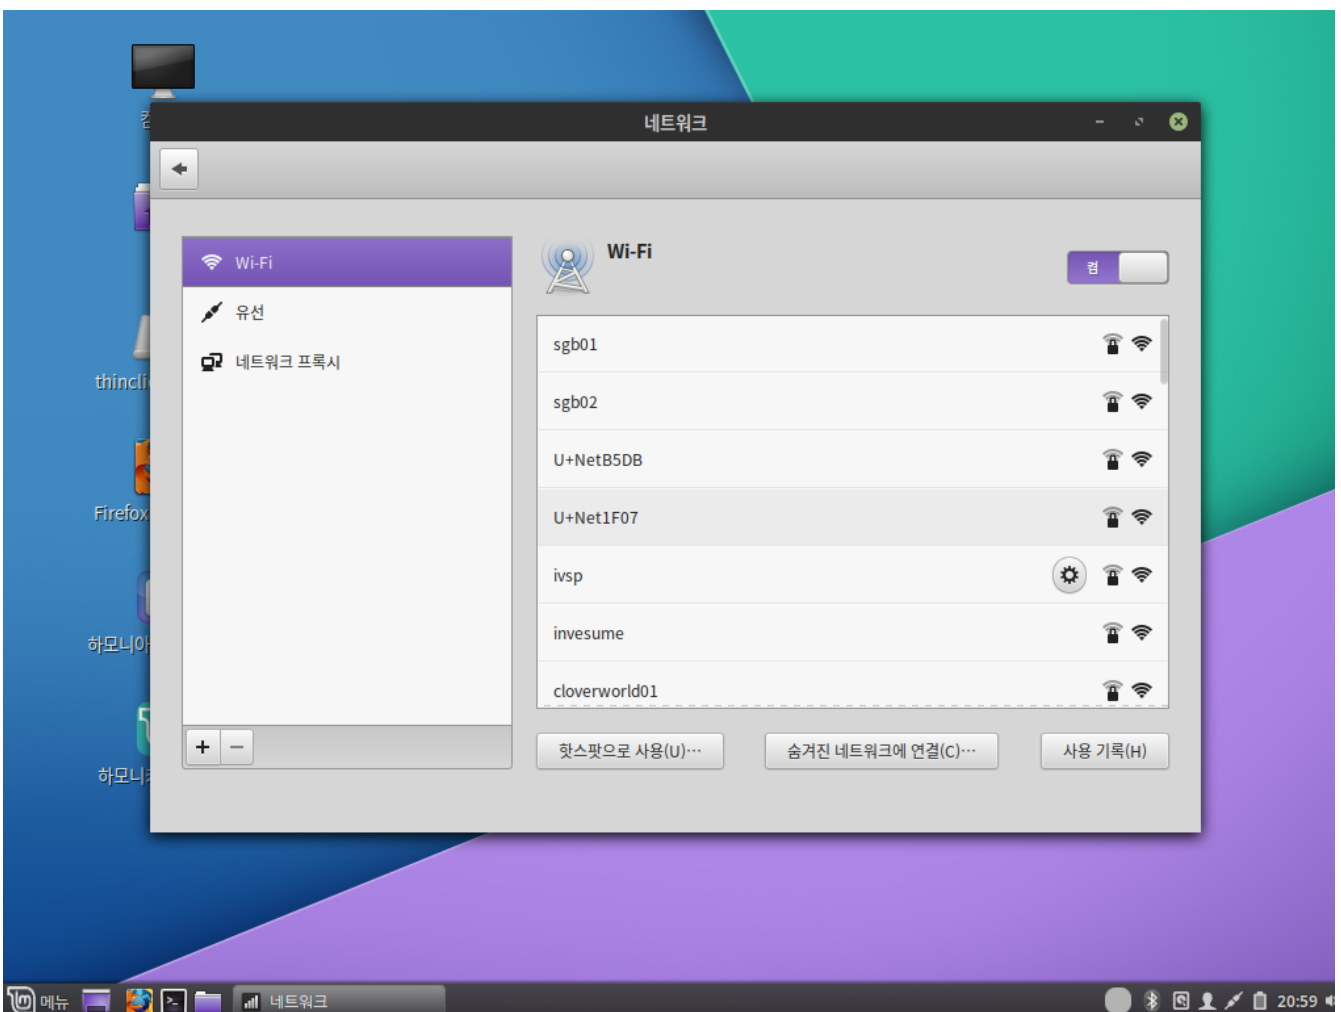 네트워크
Wi-Fi
유선
네트워크 프록시
Wi-Fi
켬
sgb01
sgb02
U+NetB5DB
U+Net1F07
ivsp
invesume
cloverworld01
핫스팟으로 사용(U)…
숨겨진 네트워크에 연결(C)…
사용 기록(H)
thincli
Firefox
하모니아
하모니
메뉴
네트워크
20:59